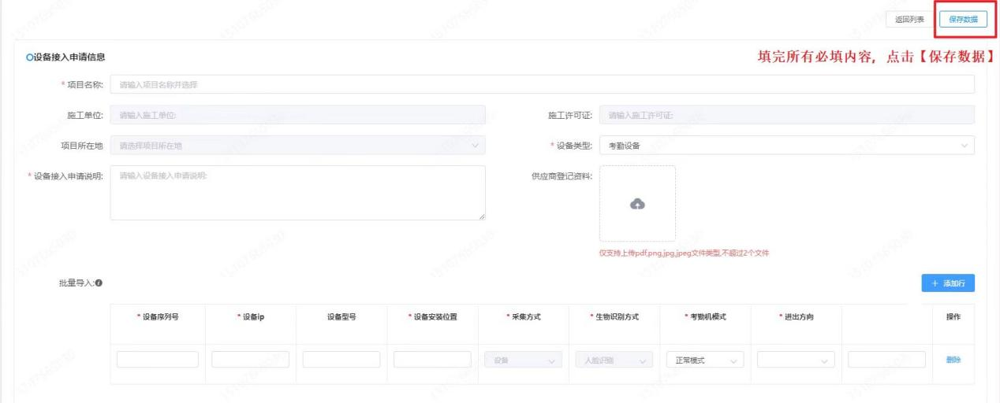 返回列表 保存数据
设备接入申请信息 填完所有必填内容，点击【保存数据】
* 项目名称: 请输入项目名称并选择
施工单位: 请输入施工单位: 施工许可证: 请输入施工许可证:
项目所在地 请选择项目所在地 * 设备类型: 考勤设备
* 设备接入申请说明: 请输入设备接入申请说明: 供应商登记资料:
仅支持上传pdf,png,jpg,jpeg文件类型,不超过2个文件
批量导入: + 添加行
* 设备序列号 * 设备ip 设备型号 * 设备安装位置 * 采集方式 * 生物识别方式 * 考勤机模式 * 进出方向 操作
设备 人脸识别 正常模式 删除